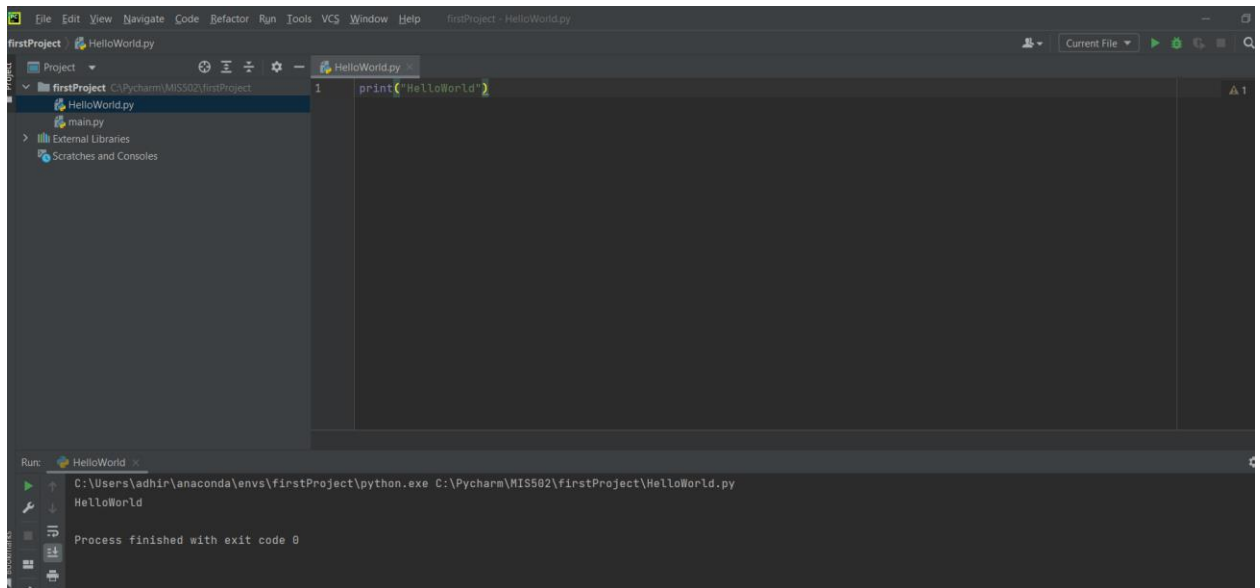 File Edit View Navigate Code Refactor Run Tools VCS Window Help firstProject - HelloWorld.py
firstProject HelloWorld.py Current File
Project
Project HelloWorld.py
firstProject C:\Pycharm\MIS502\firstProject
1 print("HelloWorld") 1
HelloWorld.py
main.py
External Libraries
Scratches and Consoles
Run: HelloWorld
C:\Users\adhir\anaconda\envs\firstProject\python.exe C:\Pycharm\MIS502\firstProject\HelloWorld.py
HelloWorld
Process finished with exit code 0